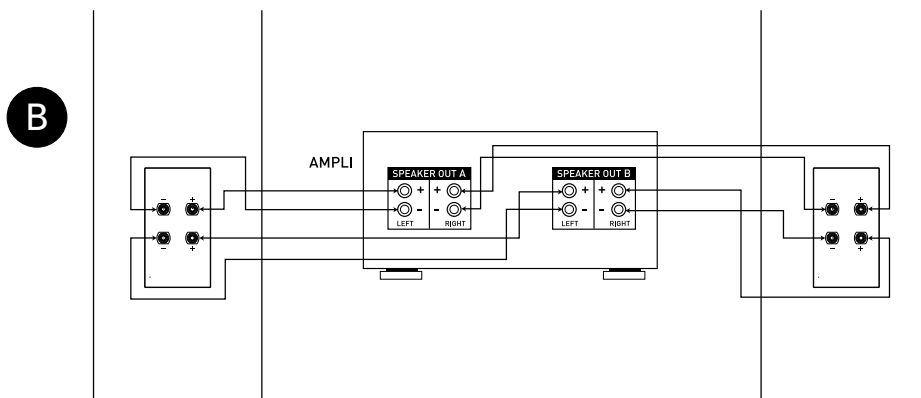 B
AMPLI
SPEAKER OUT A
+ +
- -
LEFT RIGHT
SPEAKER OUT B
+ +
- -
LEFT RIGHT
- +
- +
- +
- +